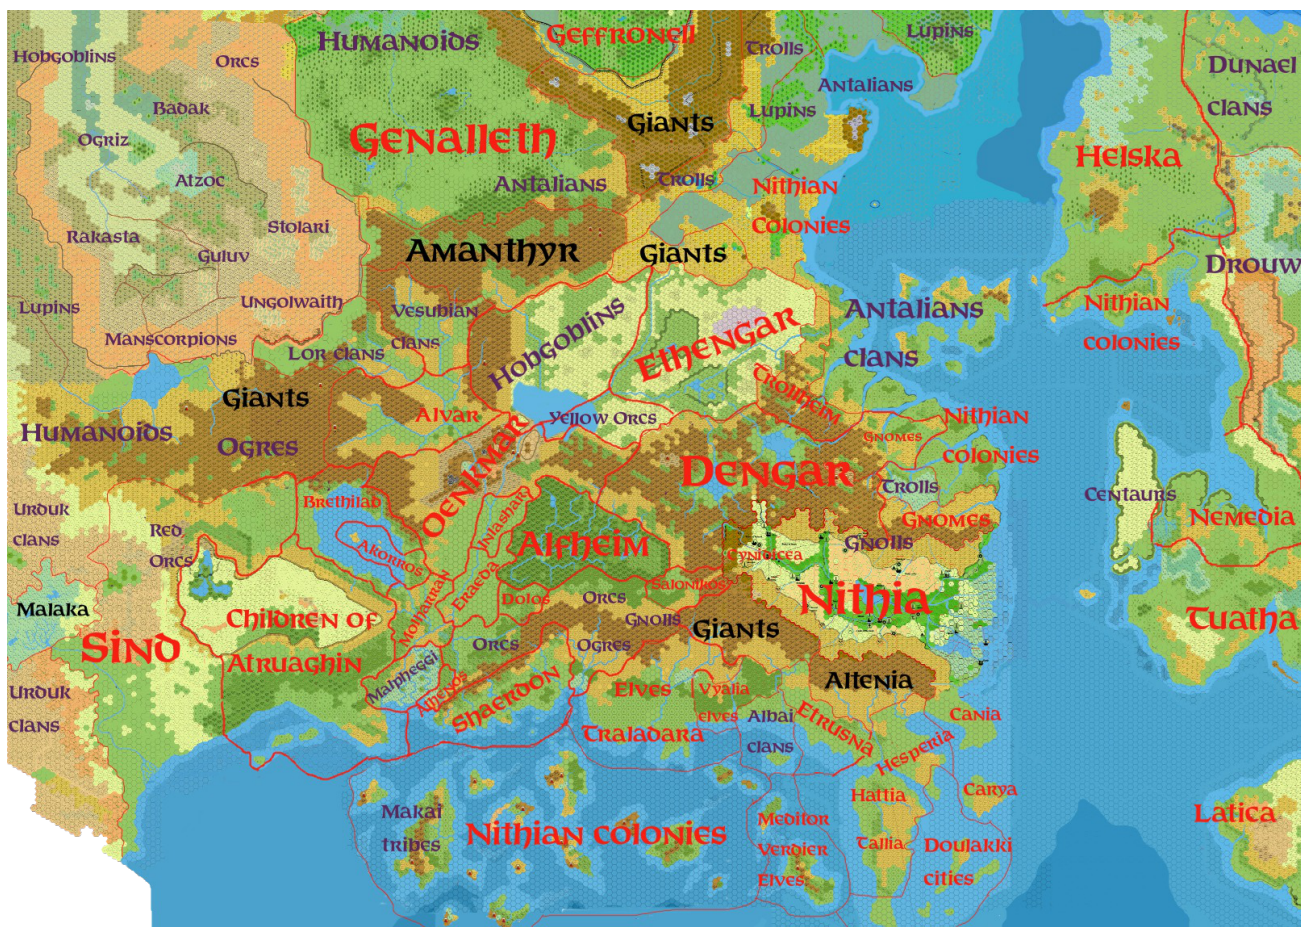 Humanoids
Geffronell
Trolls
Lupins
Hobgoblins
Orcs
Dunael
clans
Antalians
Badak
Lupins
Giants
Ogriz
Genalleth
Helska
Atzoc
Antalians
Trolls
Nithian
Colonies
Stolari
Rakasta
Guluv
Amanthyr
Giants
Drouw
Lupins
Ungolwaith
Vesubian
clans
Antalians
clans
Nithian
colonies
Manscorpions
Lor clans
Hobgoblins
Ethengar
Giants
Trollheim
Alvar
Yellow Orcs
Nithian
colonies
Humanoids
Ogres
Oenkmar
Gnomes
Dengar
Trolls
Centaurs
Brethilad
Jnlashar
Urduk
clans
Red
Orcs
Gnomes
Nemedia
Akorros
Alfheim
Gnolls
Cynidicea
Eraeda
Salonikos
Malaka
Children of
Atruaghin
Molharran
Dolos
Orcs
Nithia
Tuatha
Sind
Gnolls
Giants
Orcs
Ogres
Malpheggi
Urduk
clans
Athenos
Shaerdon
Elves
Vyalia
elves
Altenia
Traladara
Albai
clans
Etrusna
Cania
Hesperia
Makai
tribes
Nithian colonies
Hattia
Carya
Latica
Meditor
Verdier
Elves
Tallia
Doulakki
cities